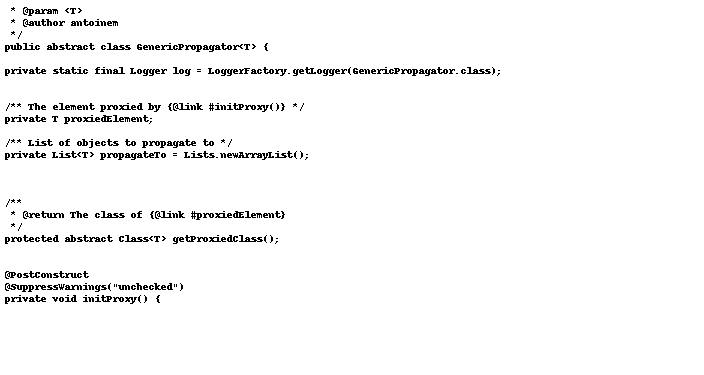 * @param <T>
* @author antoinem
*/
public abstract class GenericPropagator<T> {
private static final Logger log = LoggerFactory.getLogger(GenericPropagator.class);
/** The element proxied by {@link #initProxy()} */
private T proxiedElement;
/** List of objects to propagate to */
private List<T> propagateTo = Lists.newArrayList();
/**
* @return The class of {@link #proxiedElement}
*/
protected abstract Class<T> getProxiedClass();
@PostConstruct
@SuppressWarnings("unchecked")
private void initProxy() {